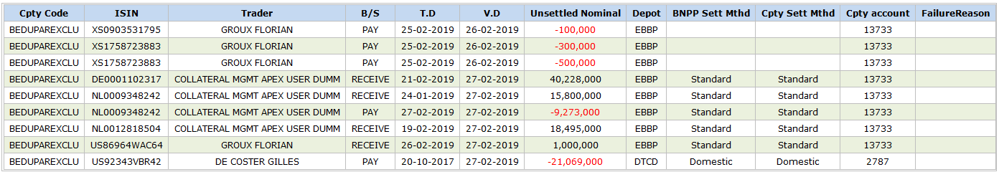 Cpty Code ISIN Trader B/S T.D V.D Unsettled Nominal Depot BNPP Sett Mthd Cpty Sett Mthd Cpty account FailureReason
BEDUPAREXCLU XS0903531795 GROUX FLORIAN PAY 25-02-2019 26-02-2019 -100,000 EBBP 13733
BEDUPAREXCLU XS1758723883 GROUX FLORIAN PAY 25-02-2019 26-02-2019 -300,000 EBBP 13733
BEDUPAREXCLU XS1758723883 GROUX FLORIAN PAY 25-02-2019 26-02-2019 -500,000 EBBP 13733
BEDUPAREXCLU DE0001102317 COLLATERAL MGMT APEX USER DUMM RECEIVE 21-02-2019 27-02-2019 40,228,000 EBBP Standard Standard 13733
BEDUPAREXCLU NL0009348242 COLLATERAL MGMT APEX USER DUMM RECEIVE 24-01-2019 27-02-2019 15,800,000 EBBP Standard Standard 13733
BEDUPAREXCLU NL0009348242 COLLATERAL MGMT APEX USER DUMM PAY 27-02-2019 27-02-2019 -9,273,000 EBBP Standard Standard 13733
BEDUPAREXCLU NL0012818504 COLLATERAL MGMT APEX USER DUMM RECEIVE 19-02-2019 27-02-2019 18,495,000 EBBP Standard Standard 13733
BEDUPAREXCLU US86964WAC64 GROUX FLORIAN RECEIVE 26-02-2019 27-02-2019 1,000,000 EBBP Standard Standard 13733
BEDUPAREXCLU US92343VBR42 DE COSTER GILLES PAY 20-10-2017 27-02-2019 -21,069,000 DTCD Domestic Domestic 2787